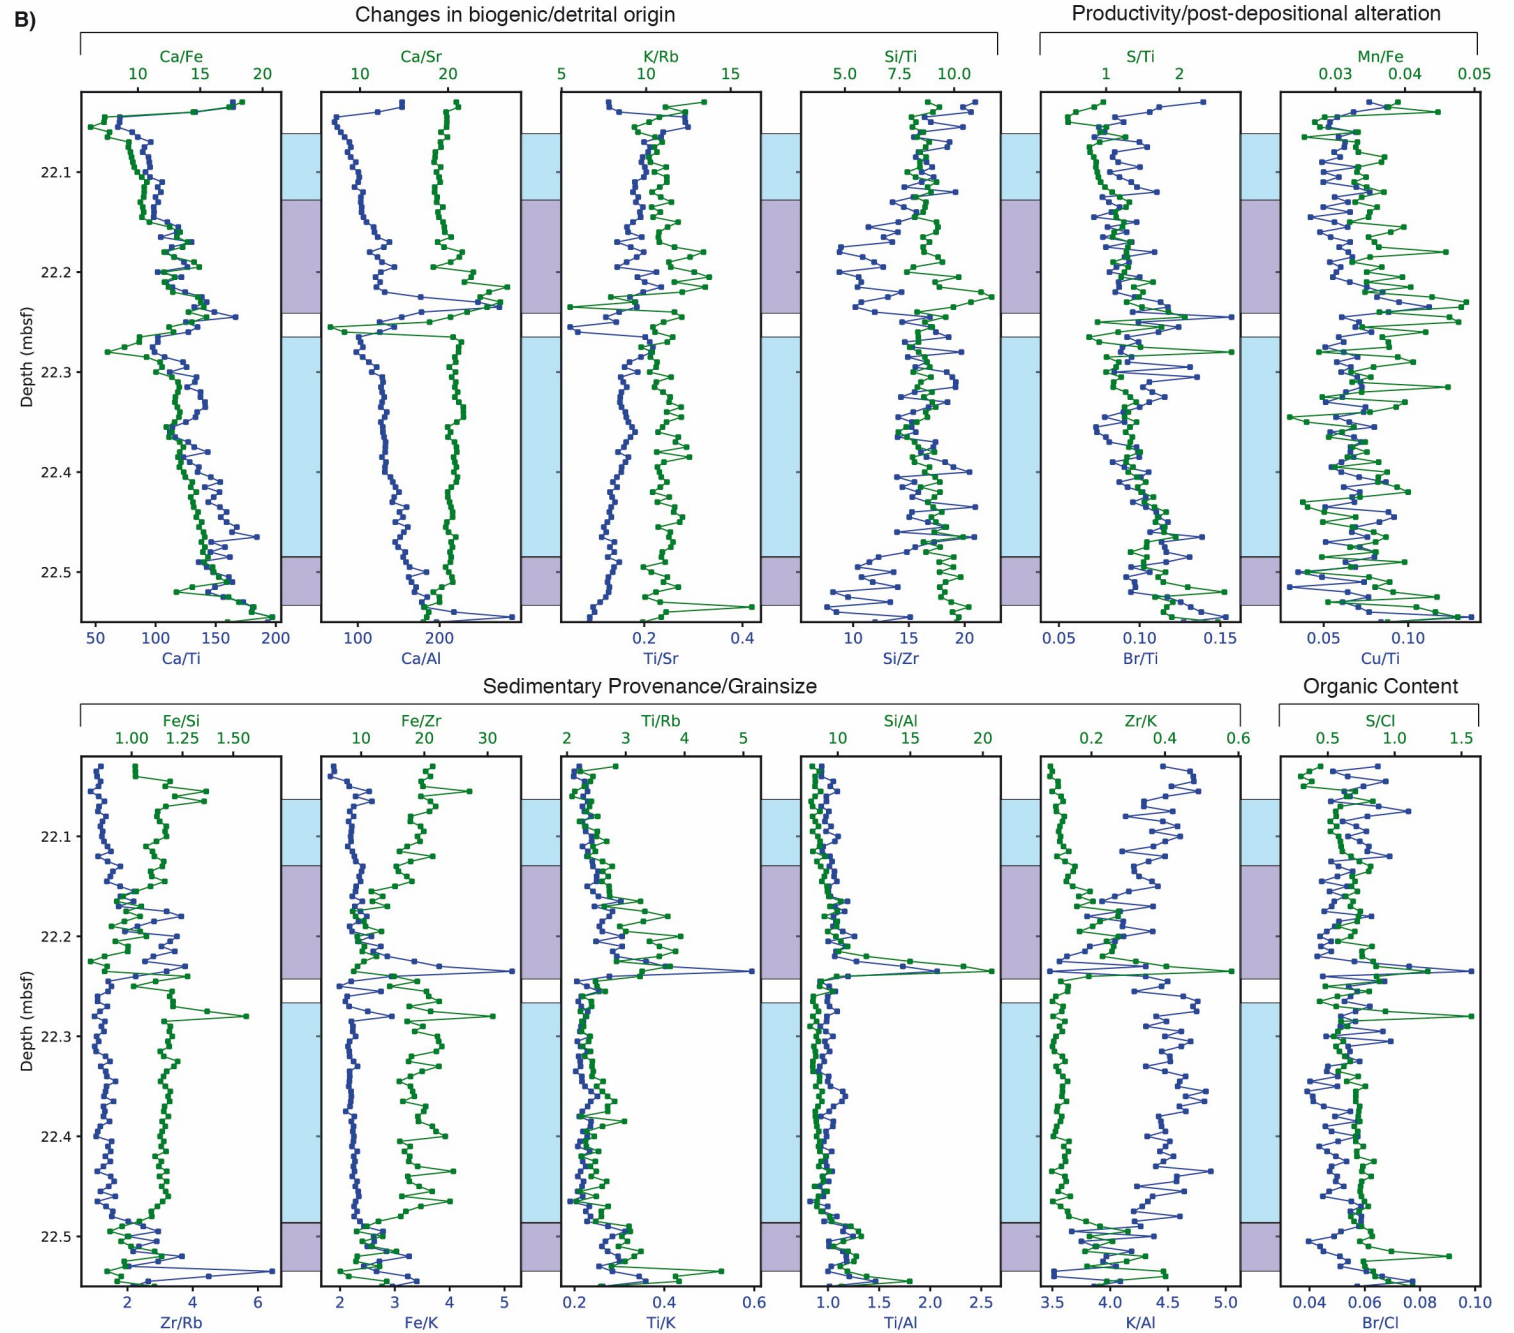 B)
Changes in biogenic/detrital origin
Productivity/post-depositional alteration
Ca/Fe
Ca/Sr
K/Rb
Si/Ti
S/Ti
Mn/Fe
10 15 20
10 20
5 10 15
5.0 7.5 10.0
1 2
0.03 0.04 0.05
Depth (mbsf)
22.1
22.2
22.3
22.4
22.5
50 100 150 200
100 200
0.2 0.4
10 15 20
0.05 0.10 0.15
0.05 0.10
Ca/Ti
Ca/Al
Ti/Sr
Si/Zr
Br/Ti
Cu/Ti
Sedimentary Provenance/Grainsize
Organic Content
Fe/Si
Fe/Zr
Ti/Rb
Si/Al
Zr/K
S/Cl
1.00 1.25 1.50
10 20 30
2 3 4 5
10 15 20
0.2 0.4 0.6
0.5 1.0 1.5
Depth (mbsf)
22.1
22.2
22.3
22.4
22.5
2 4 6
2 3 4 5
0.2 0.4 0.6
1.0 1.5 2.0 2.5
3.5 4.0 4.5 5.0
0.04 0.06 0.08 0.10
Zr/Rb
Fe/K
Ti/K
Ti/Al
K/Al
Br/Cl